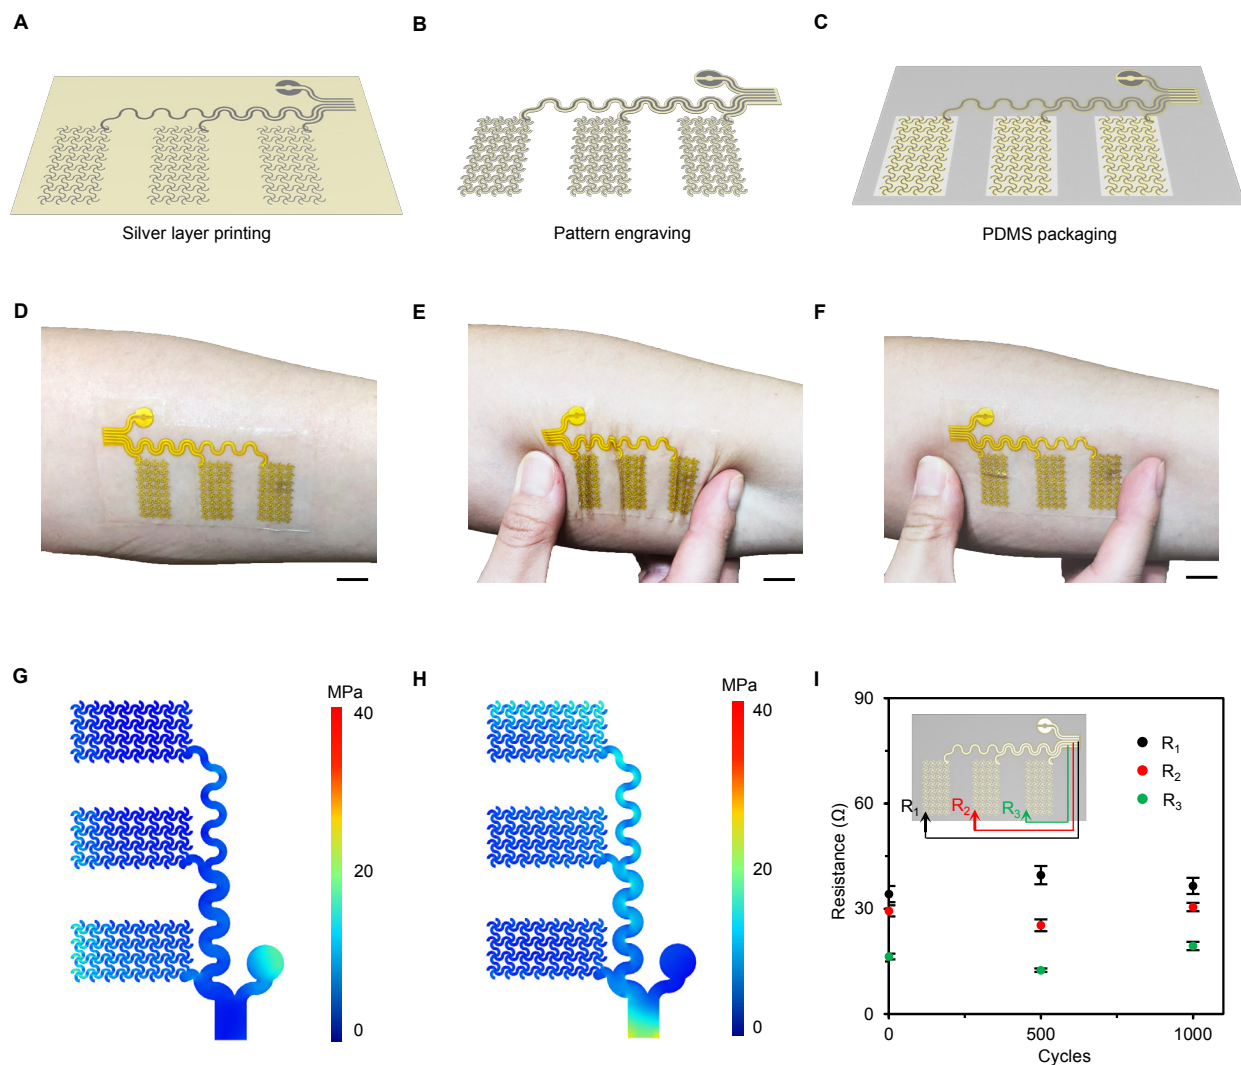 A
B
C
Silver layer printing
Pattern engraving
PDMS packaging
D
E
F
G
MPa
40
20
0
H
MPa
40
20
0
I
90
60
30
0
Resistance (Ω)
R1
R2
R3
R1
R2
R3
0
500
1000
Cycles